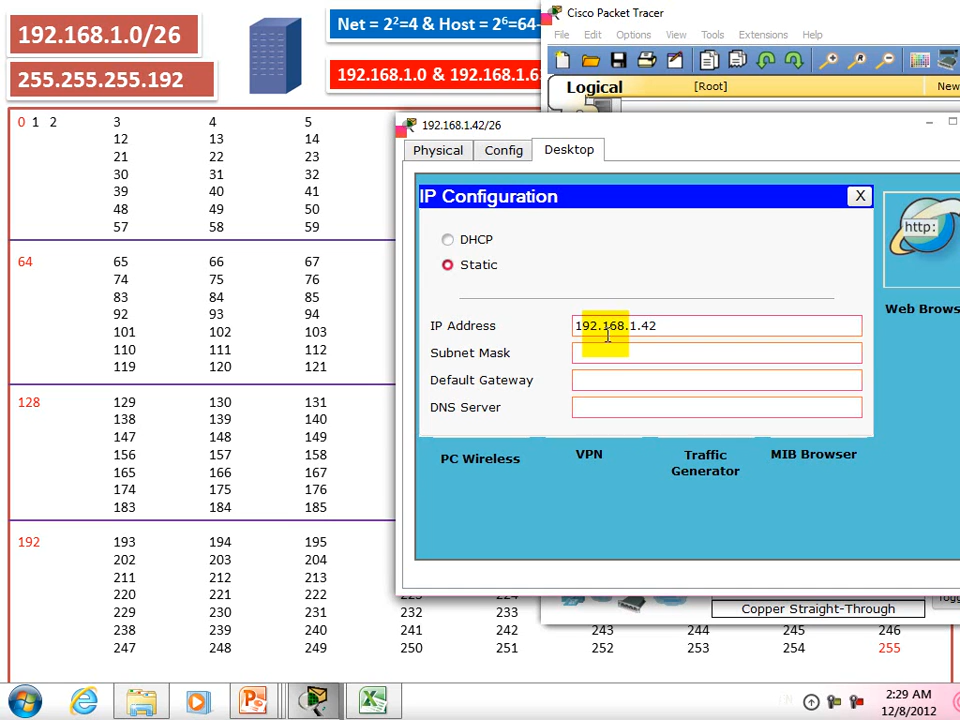 192.168.1.0/26
255.255.255.192
Net = 2²=4 & Host = 2⁶=64-
192.168.1.0 & 192.168.1.6
0 1 2 3 4 5
12 13 14
21 22 23
30 31 32
39 40 41
48 49 50
57 58 59
64 65 66 67
74 75 76
83 84 85
92 93 94
101 102 103
110 111 112
119 120 121
128 129 130 131
138 139 140
147 148 149
156 157 158
165 166 167
174 175 176
183 184 185
192 193 194 195
202 203 204
211 212 213
220 221 222 223 224
229 230 231 232 233
238 239 240 241 242 243 244 245 246
247 248 249 250 251 252 253 254 255
Cisco Packet Tracer
File Edit Options View Tools Extensions Help
Logical [Root] New
192.168.1.42/26
Physical Config Desktop
IP Configuration X
DHCP
Static
IP Address 192.168.1.42
Subnet Mask
Default Gateway
DNS Server
http:
Web Brows
PC Wireless
VPN
Traffic Generator
MIB Browser
Copper Straight-Through
2:29 AM
12/8/2012